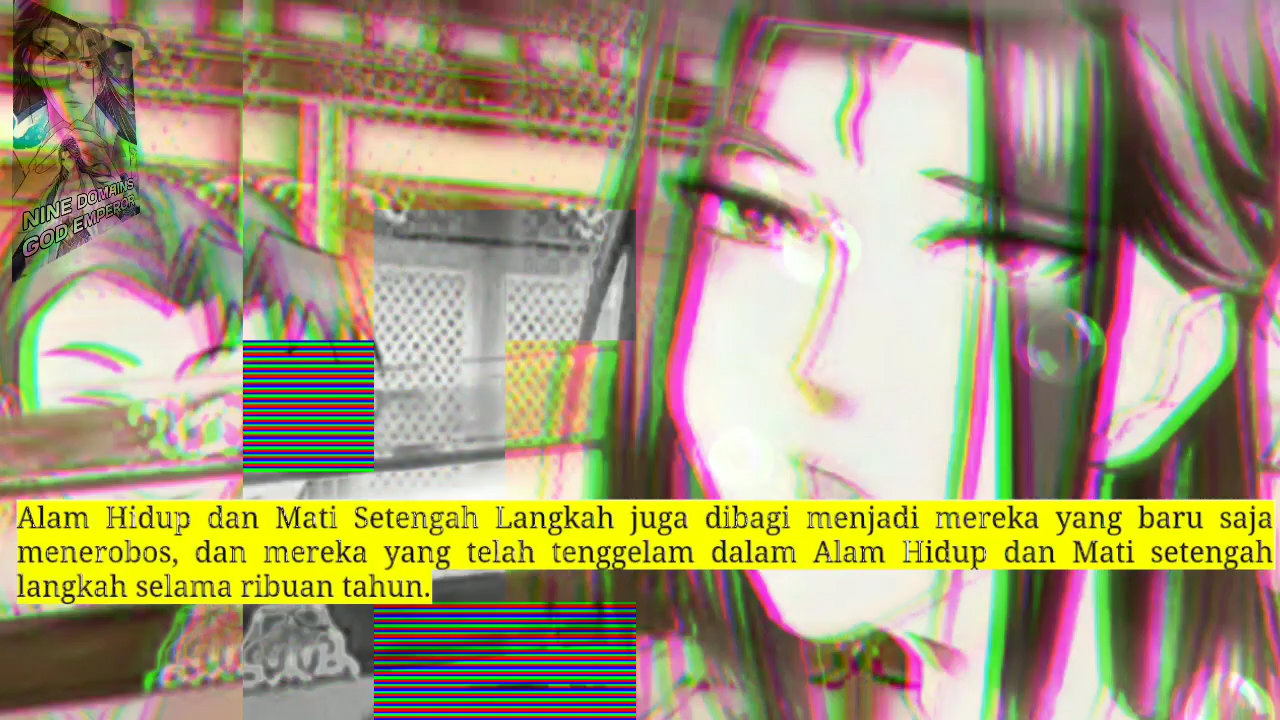 NINE DOMAINS
GOD EMPEROR
Alam Hidup dan Mati Setengah Langkah juga dibagi menjadi mereka yang baru saja
menerobos, dan mereka yang telah tenggelam dalam Alam Hidup dan Mati setengah
langkah selama ribuan tahun.